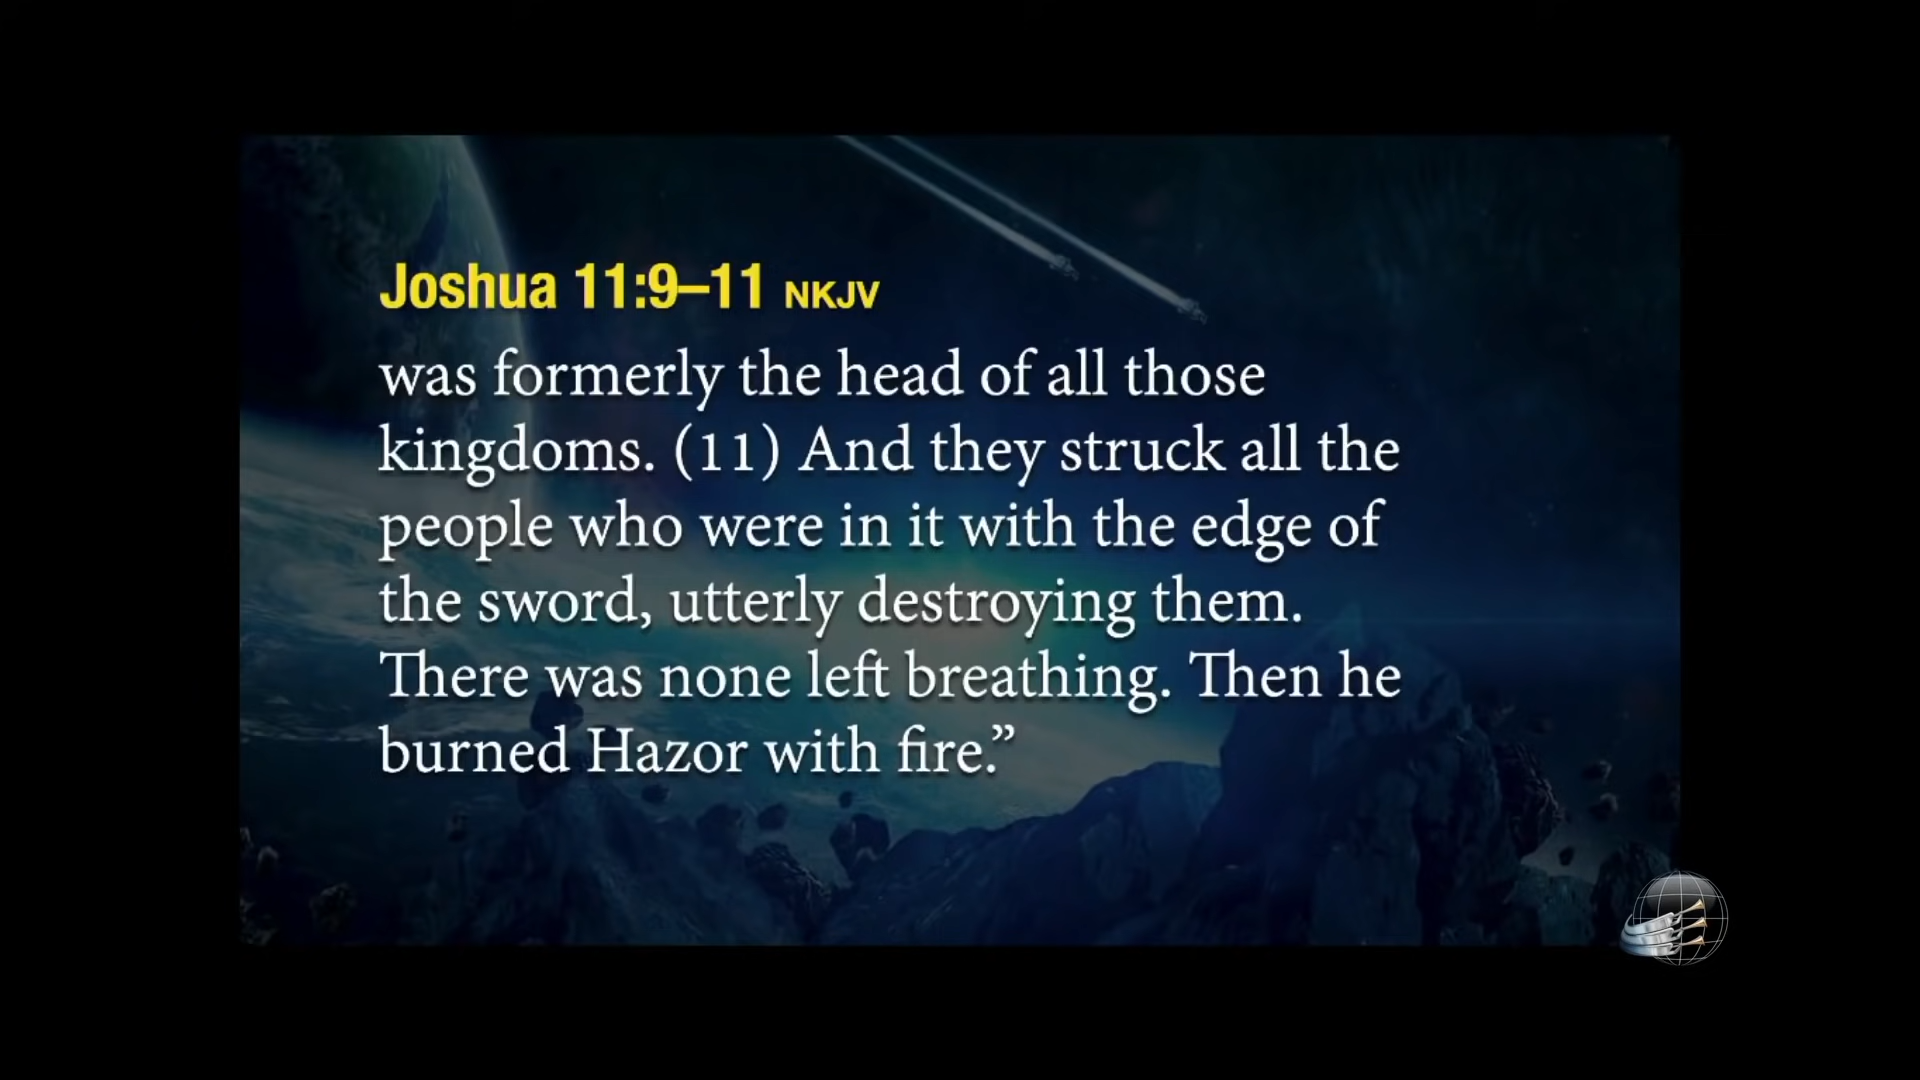 Joshua 11:9–11 NKJV
was formerly the head of all those
kingdoms. (11) And they struck all the
people who were in it with the edge of
the sword, utterly destroying them.
There was none left breathing. Then he
burned Hazor with fire.”